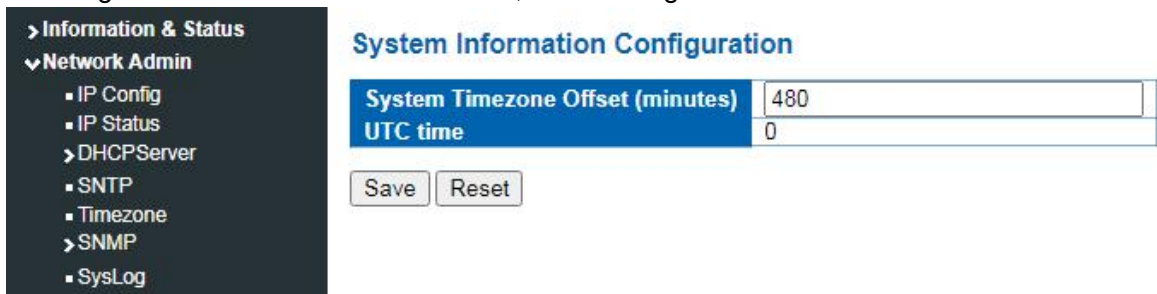 Information & Status
Network Admin
IP Config
IP Status
DHCPServer
SNTP
Timezone
SNMP
SysLog
System Information Configuration
System Timezone Offset (minutes) 480
UTC time 0
Save Reset